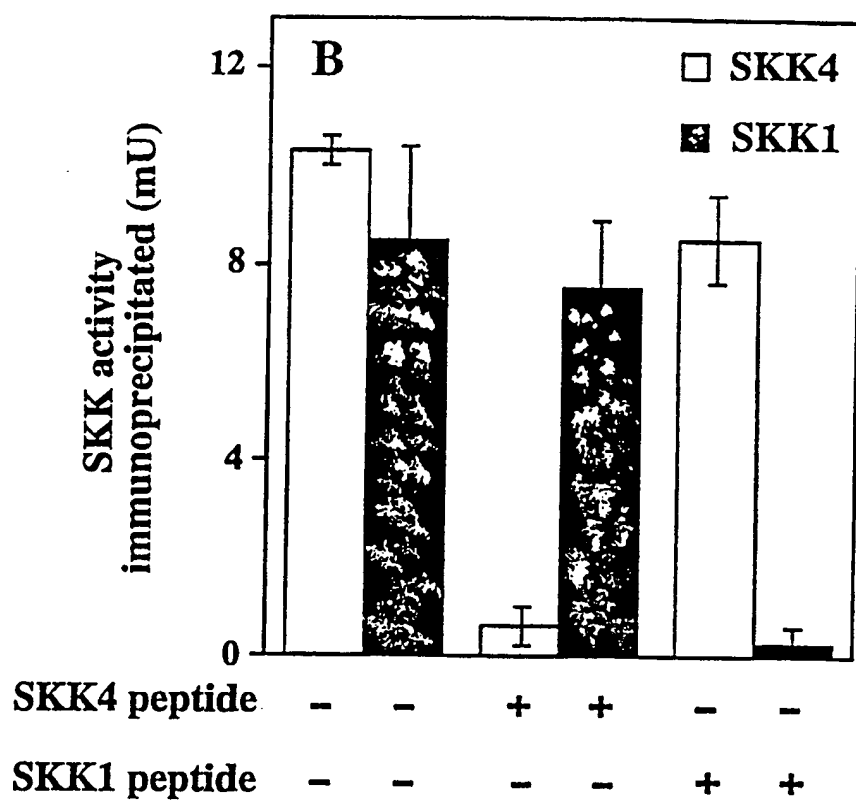 B
SKK4
SKK1
12
8
4
0
SKK activity
immunoprecipitated (mU)
SKK4 peptide - - + + - -
SKK1 peptide - - - - + +